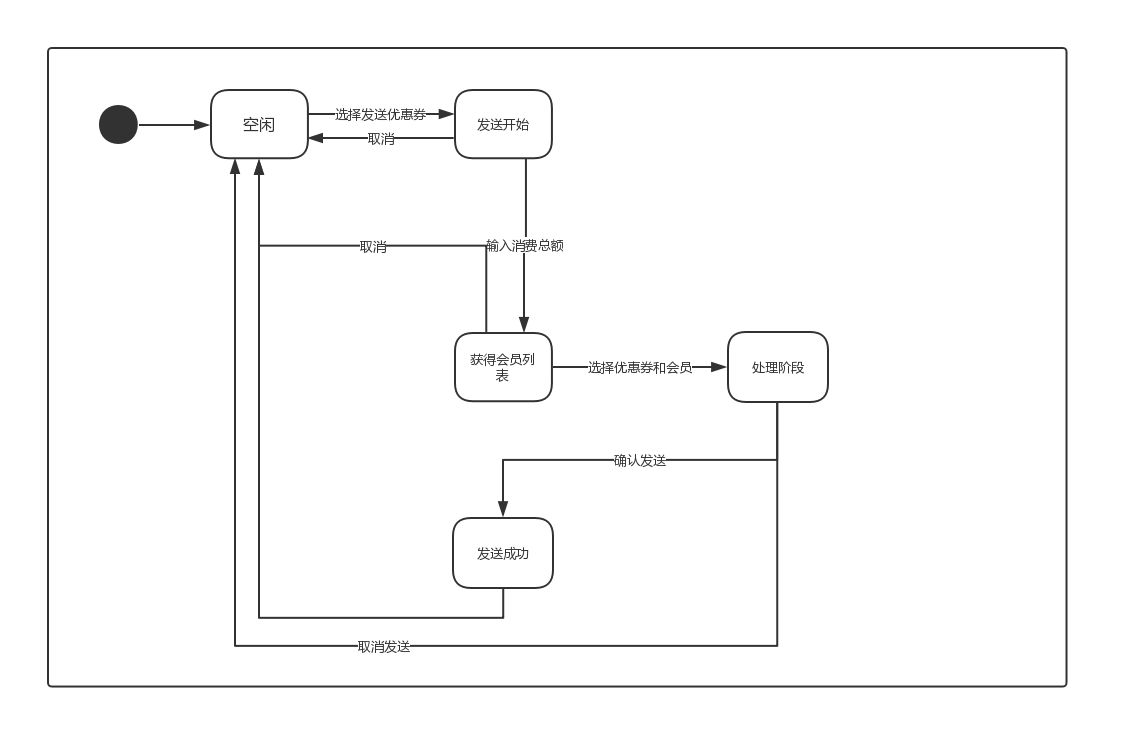 空闲
选择发送优惠券
取消
发送开始
取消
输入消费总额
获得会员列
表
选择优惠券和会员
处理阶段
确认发送
发送成功
取消发送